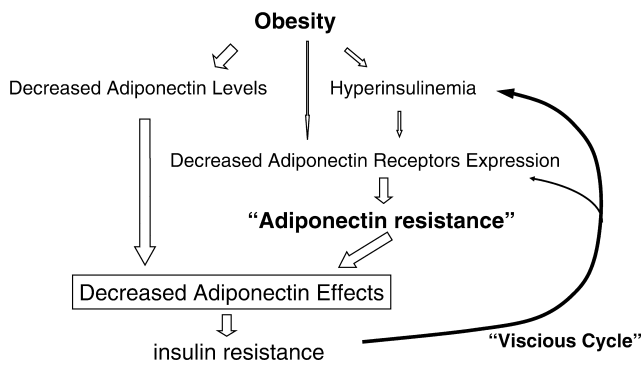 Obesity
Decreased Adiponectin Levels
Hyperinsulinemia
Decreased Adiponectin Receptors Expression
“Adiponectin resistance”
Decreased Adiponectin Effects
insulin resistance
“Viscious Cycle”